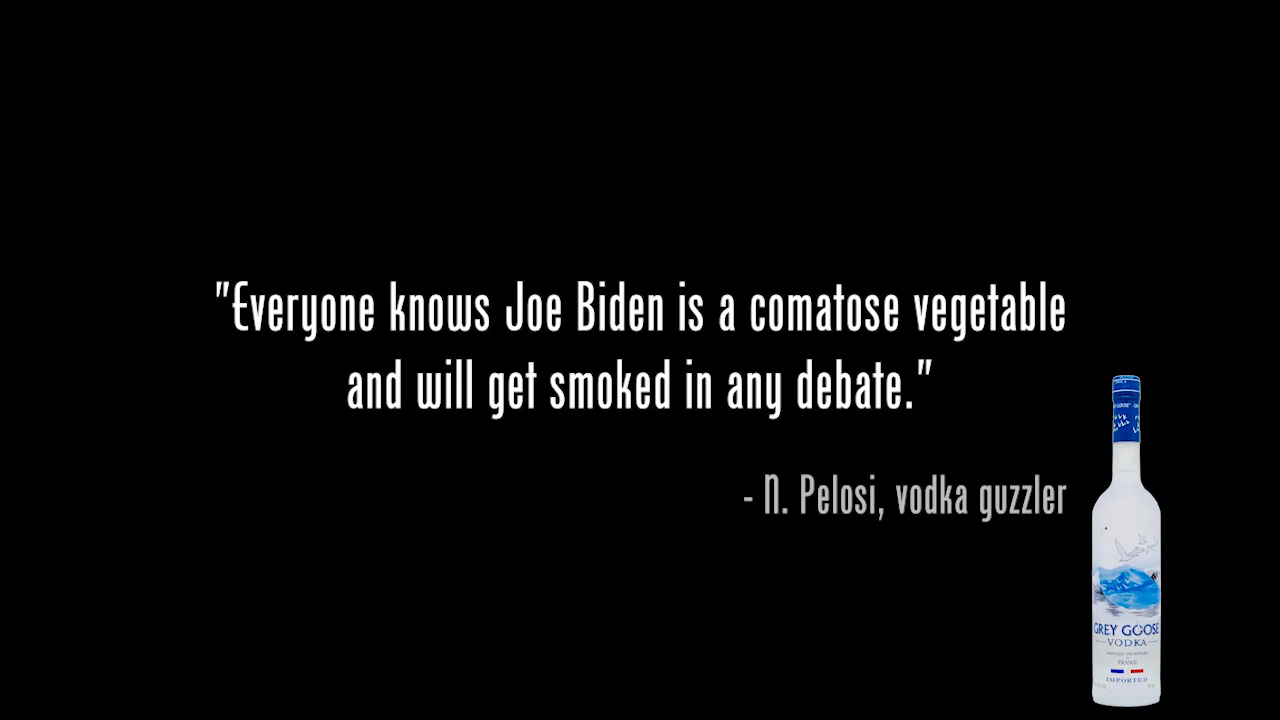 "Everyone knows Joe Biden is a comatose vegetable
and will get smoked in any debate."
- N. Pelosi, vodka guzzler
GREY GOOSE
VODKA
FRANCE
IMPORTED